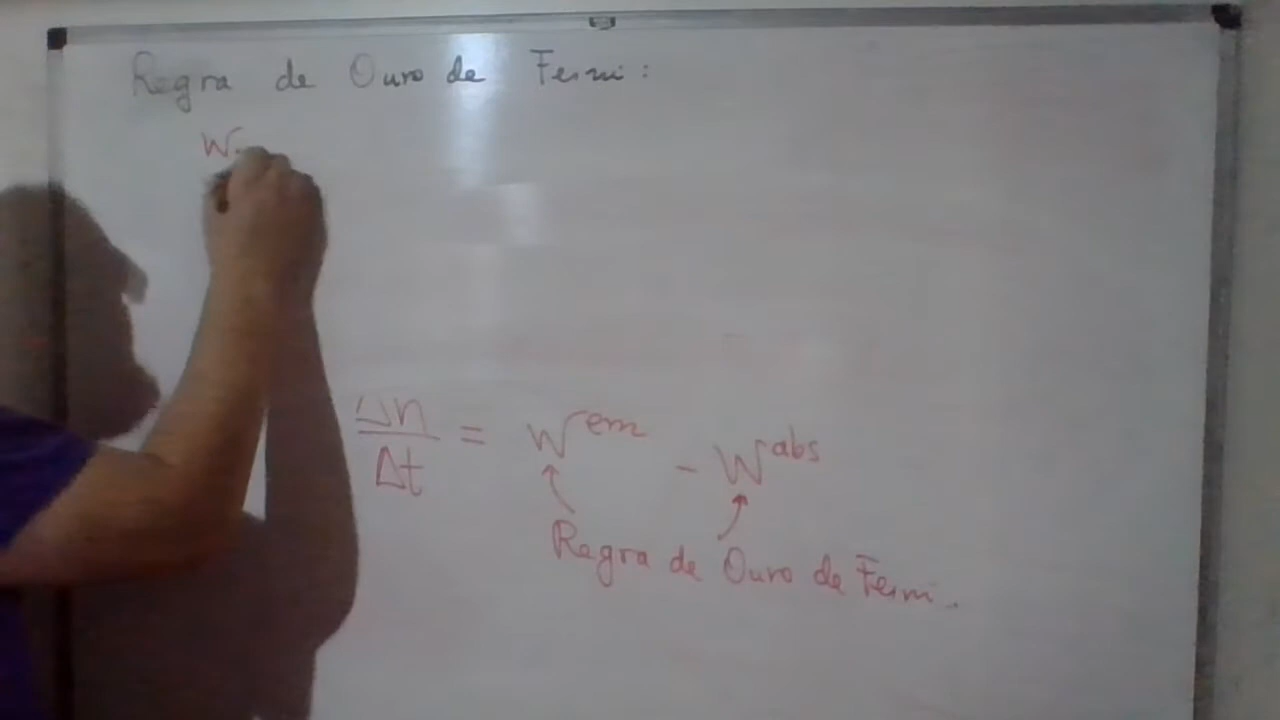 Regra de Ouro de Fermi:
W
Δn/Δt = W^em - W^abs
Regra de Ouro de Fermi.